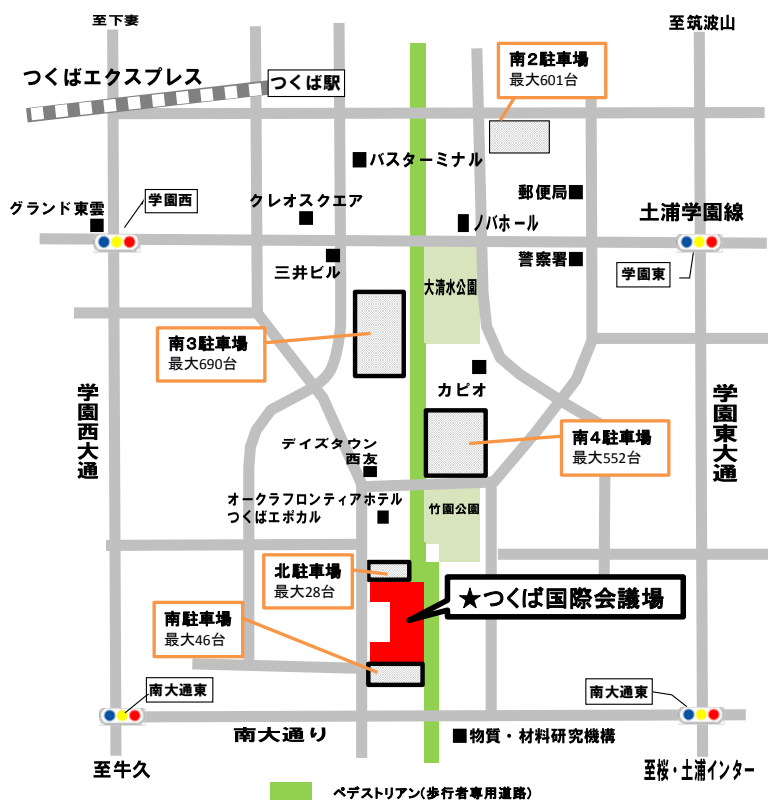 至下妻
至筑波山
つくばエクスプレス
つくば駅
南2駐車場
最大601台
バスターミナル
郵便局
学園西
グランド東雲
クレオスクエア
ノバホール
土浦学園線
三井ビル
警察署
学園東
大清水公園
南3駐車場
最大690台
カピオ
学園西大通
学園東大通
南4駐車場
最大552台
デイズタウン
西友
オークラフロンティアホテル
つくばエポカル
竹園公園
北駐車場
最大28台
★つくば国際会議場
南駐車場
最大46台
南大通東
南大通東
南大通り
物質・材料研究機構
至牛久
至桜・土浦インター
ペデストリアン(歩行者専用道路)